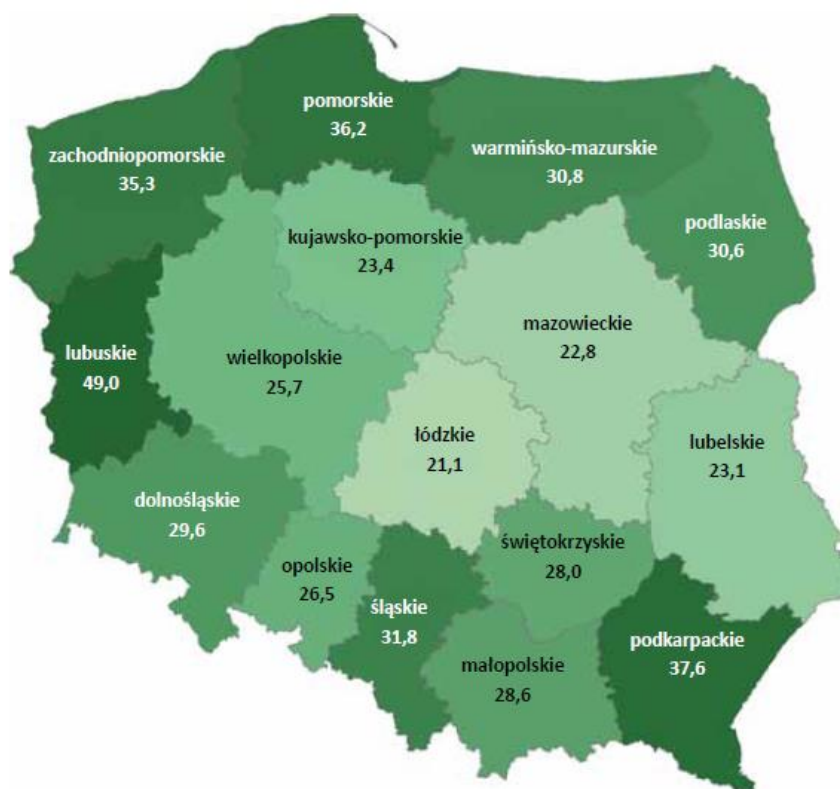 pomorskie
36,2
zachodniopomorskie
35,3
warmińsko-mazurskie
30,8
podlaskie
30,6
kujawsko-pomorskie
23,4
mazowieckie
22,8
lubuskie
49,0
wielkopolskie
25,7
łódzkie
21,1
lubelskie
23,1
dolnośląskie
29,6
świętokrzyskie
28,0
opolskie
26,5
śląskie
31,8
podkarpackie
37,6
małopolskie
28,6